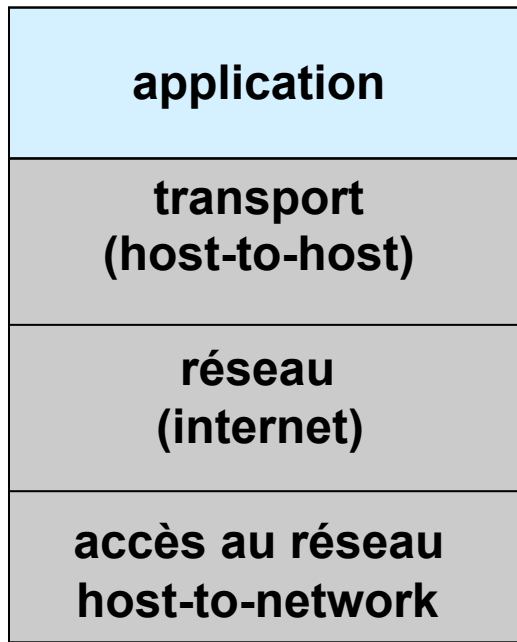 application
transport
(host-to-host)
réseau
(internet)
accès au réseau
host-to-network